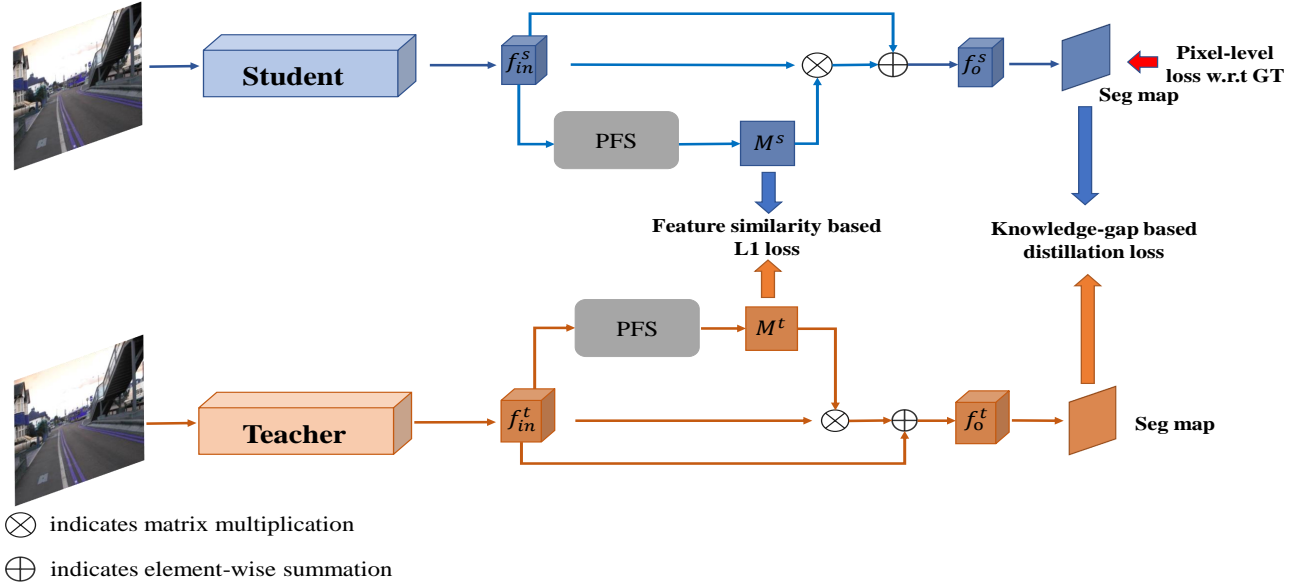 Student
f_in^s
f_o^s
Pixel-level
loss w.r.t GT
Seg map
PFS
M^s
Feature similarity based
L1 loss
Knowledge-gap based
distillation loss
PFS
M^t
Teacher
f_in^t
f_o^t
Seg map
indicates matrix multiplication
indicates element-wise summation